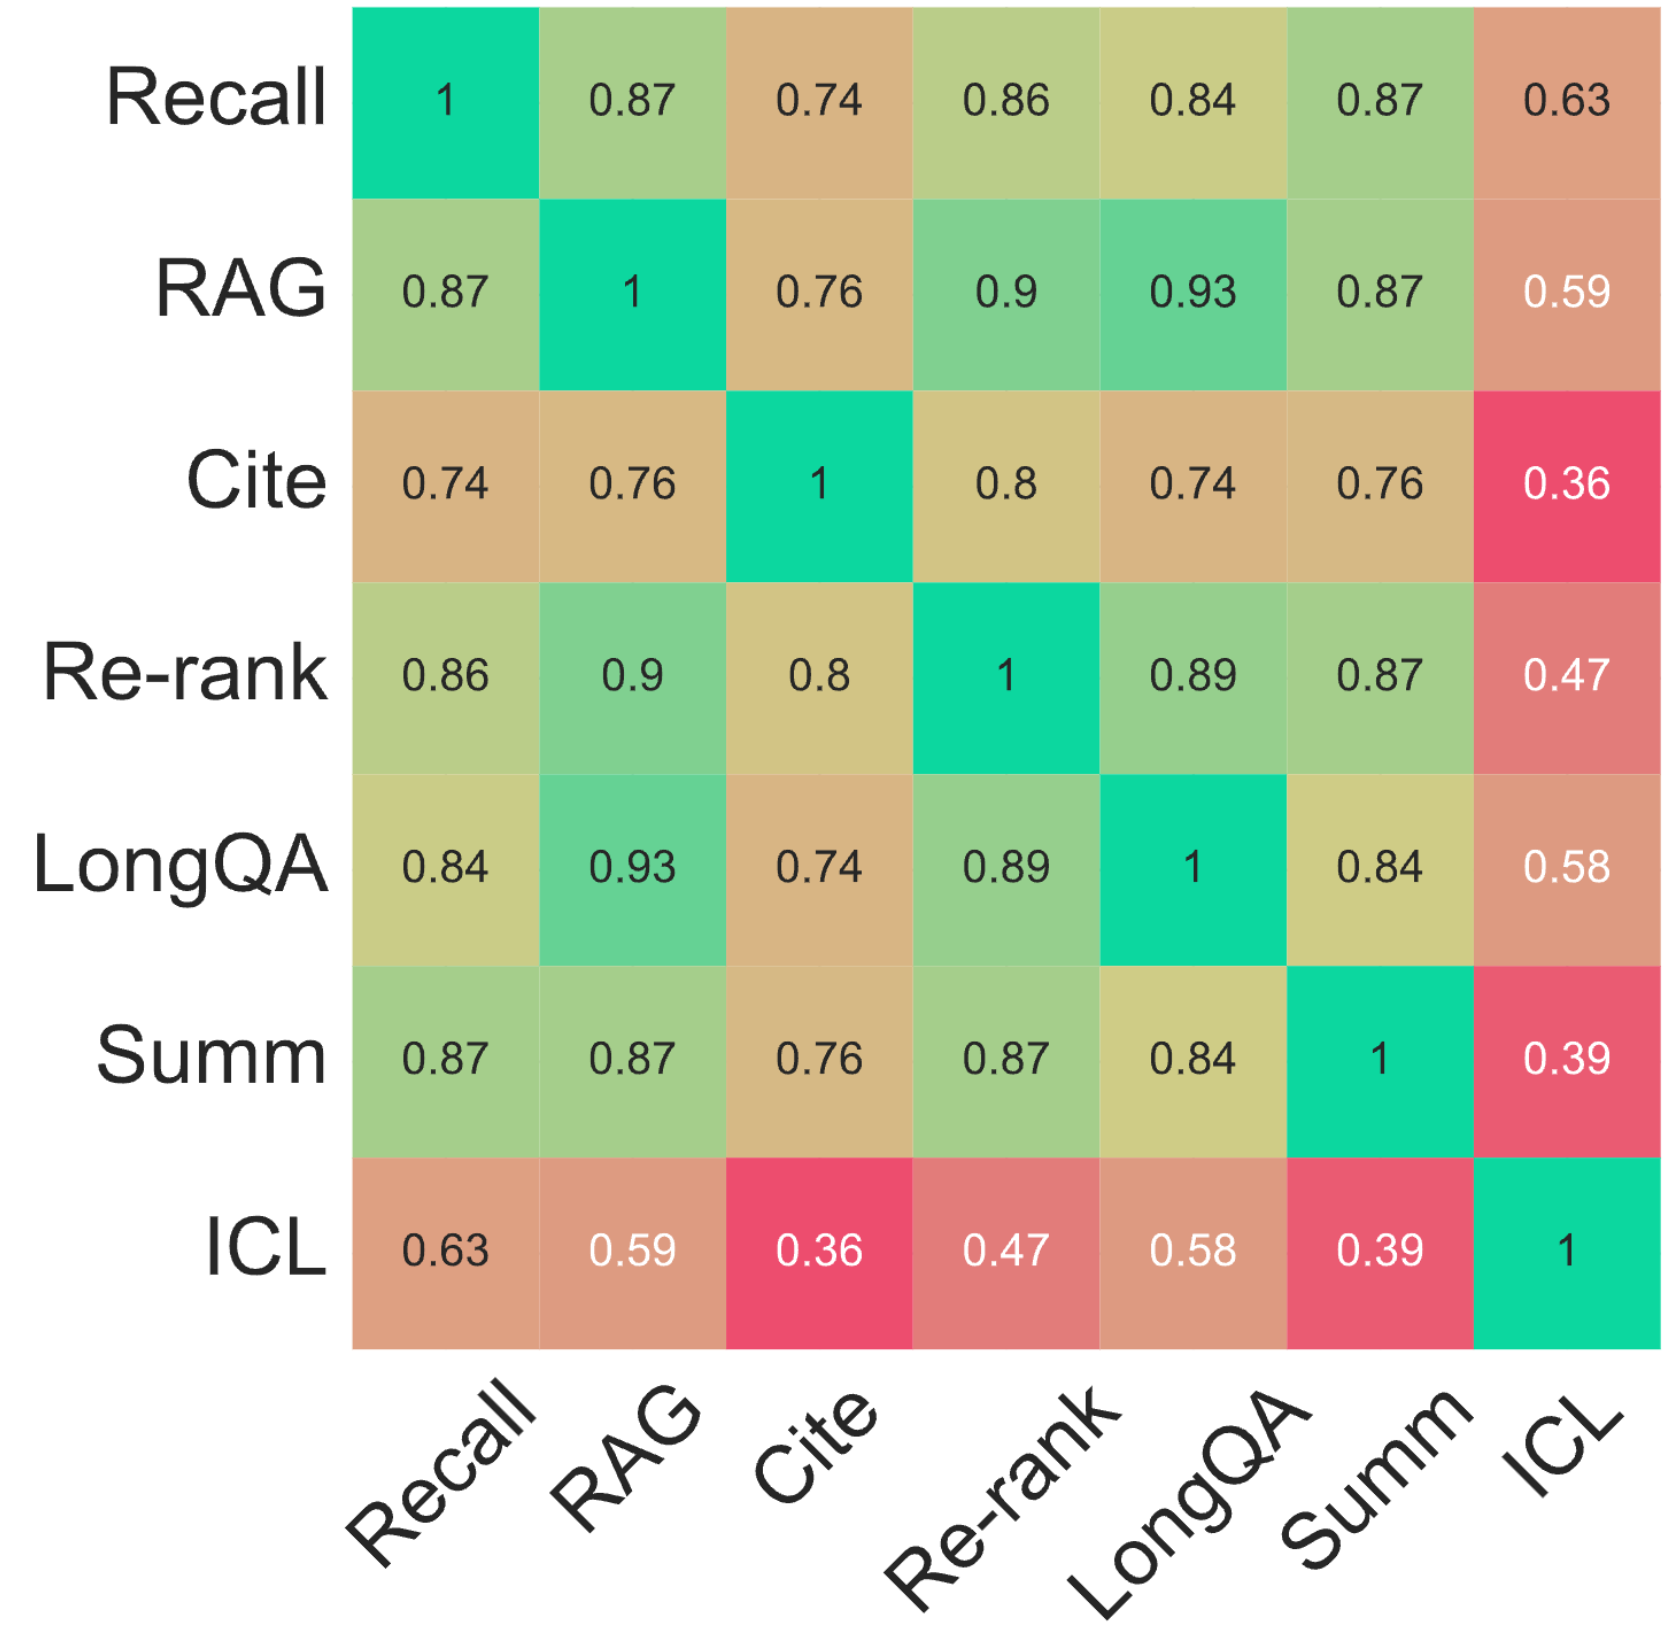 Recall 1 0.87 0.74 0.86 0.84 0.87 0.63
RAG 0.87 1 0.76 0.9 0.93 0.87 0.59
Cite 0.74 0.76 1 0.8 0.74 0.76 0.36
Re-rank 0.86 0.9 0.8 1 0.89 0.87 0.47
LongQA 0.84 0.93 0.74 0.89 1 0.84 0.58
Summ 0.87 0.87 0.76 0.87 0.84 1 0.39
ICL 0.63 0.59 0.36 0.47 0.58 0.39 1
Recall RAG Cite Re-rank LongQA Summ ICL